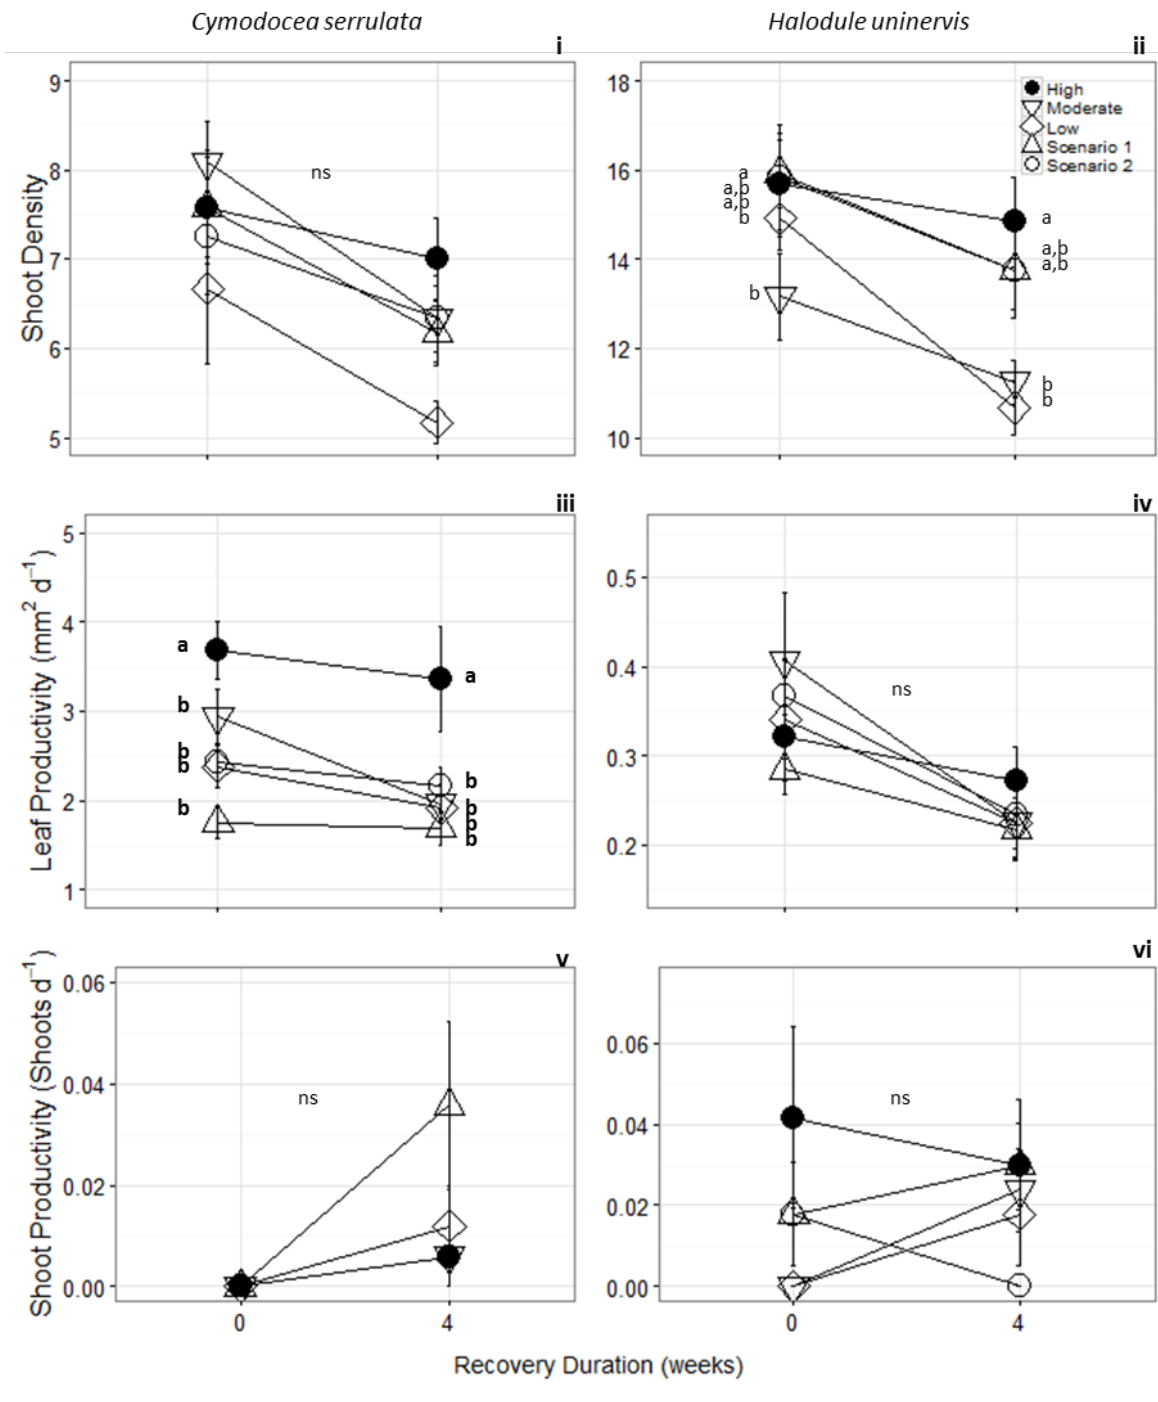 Cymodocea serrulata
Halodule uninervis
i
ii
Shoot Density
9
8
7
6
5
ns
18
16
14
12
10
High
Moderate
Low
Scenario 1
Scenario 2
a
a,b
a,b
b
b
a
a,b
a,b
b
b
iii
iv
Leaf Productivity (mm² d⁻¹)
5
4
3
2
1
a
b
b
b
b
a
b
b
b
b
0.5
0.4
0.3
0.2
ns
v
vi
Shoot Productivity (Shoots d⁻¹)
0.06
0.04
0.02
0.00
ns
0
4
0.06
0.04
0.02
0.00
ns
0
4
Recovery Duration (weeks)